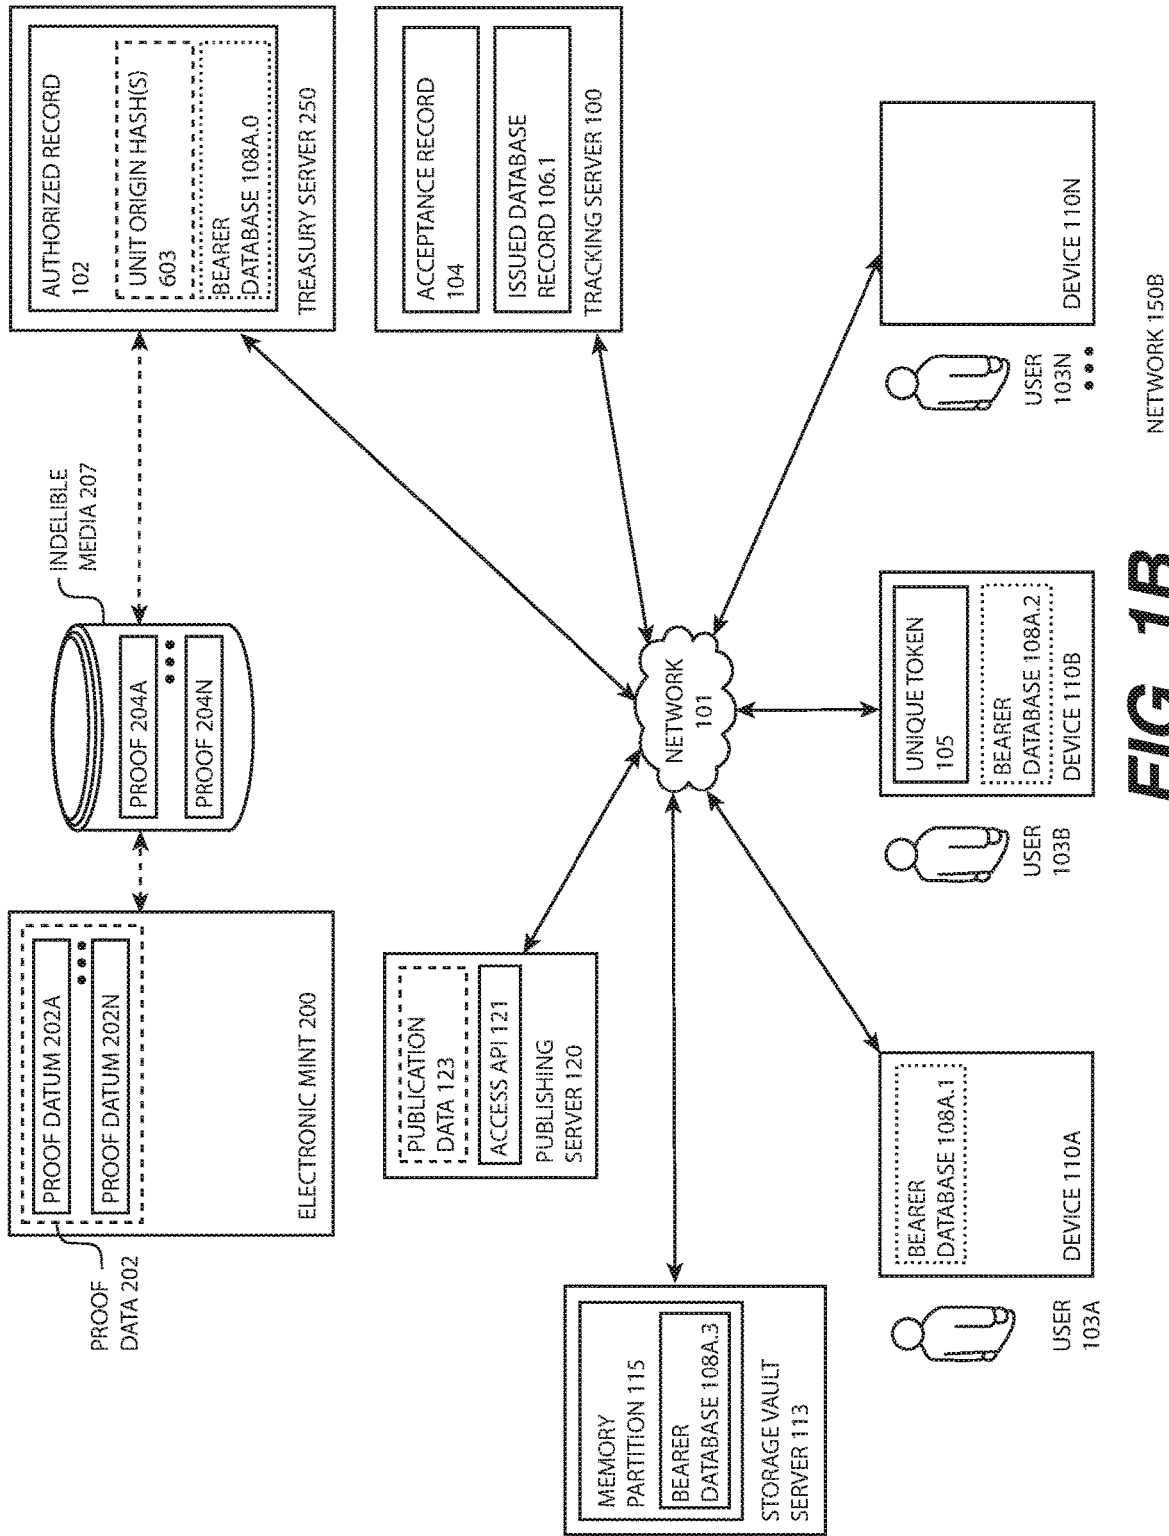 PROOF
DATA 202
PROOF DATUM 202A
PROOF DATUM 202N
ELECTRONIC MINT 200
INDELIBLE
MEDIA 207
PROOF 204A
PROOF 204N
AUTHORIZED RECORD
102
UNIT ORIGIN HASH(S)
603
BEARER
DATABASE 108A.0
TREASURY SERVER 250
PUBLICATION
DATA 123
ACCESS API 121
PUBLISHING
SERVER 120
ACCEPTANCE RECORD
104
ISSUED DATABASE
RECORD 106.1
TRACKING SERVER 100
MEMORY
PARTITION 115
BEARER
DATABASE 108A.3
STORAGE VAULT
SERVER 113
NETWORK
101
USER
103A
BEARER
DATABASE 108A.1
DEVICE 110A
USER
103B
UNIQUE TOKEN
105
BEARER
DATABASE 108A.2
DEVICE 110B
USER
103N
DEVICE 110N
FIG. 1B
NETWORK 150B